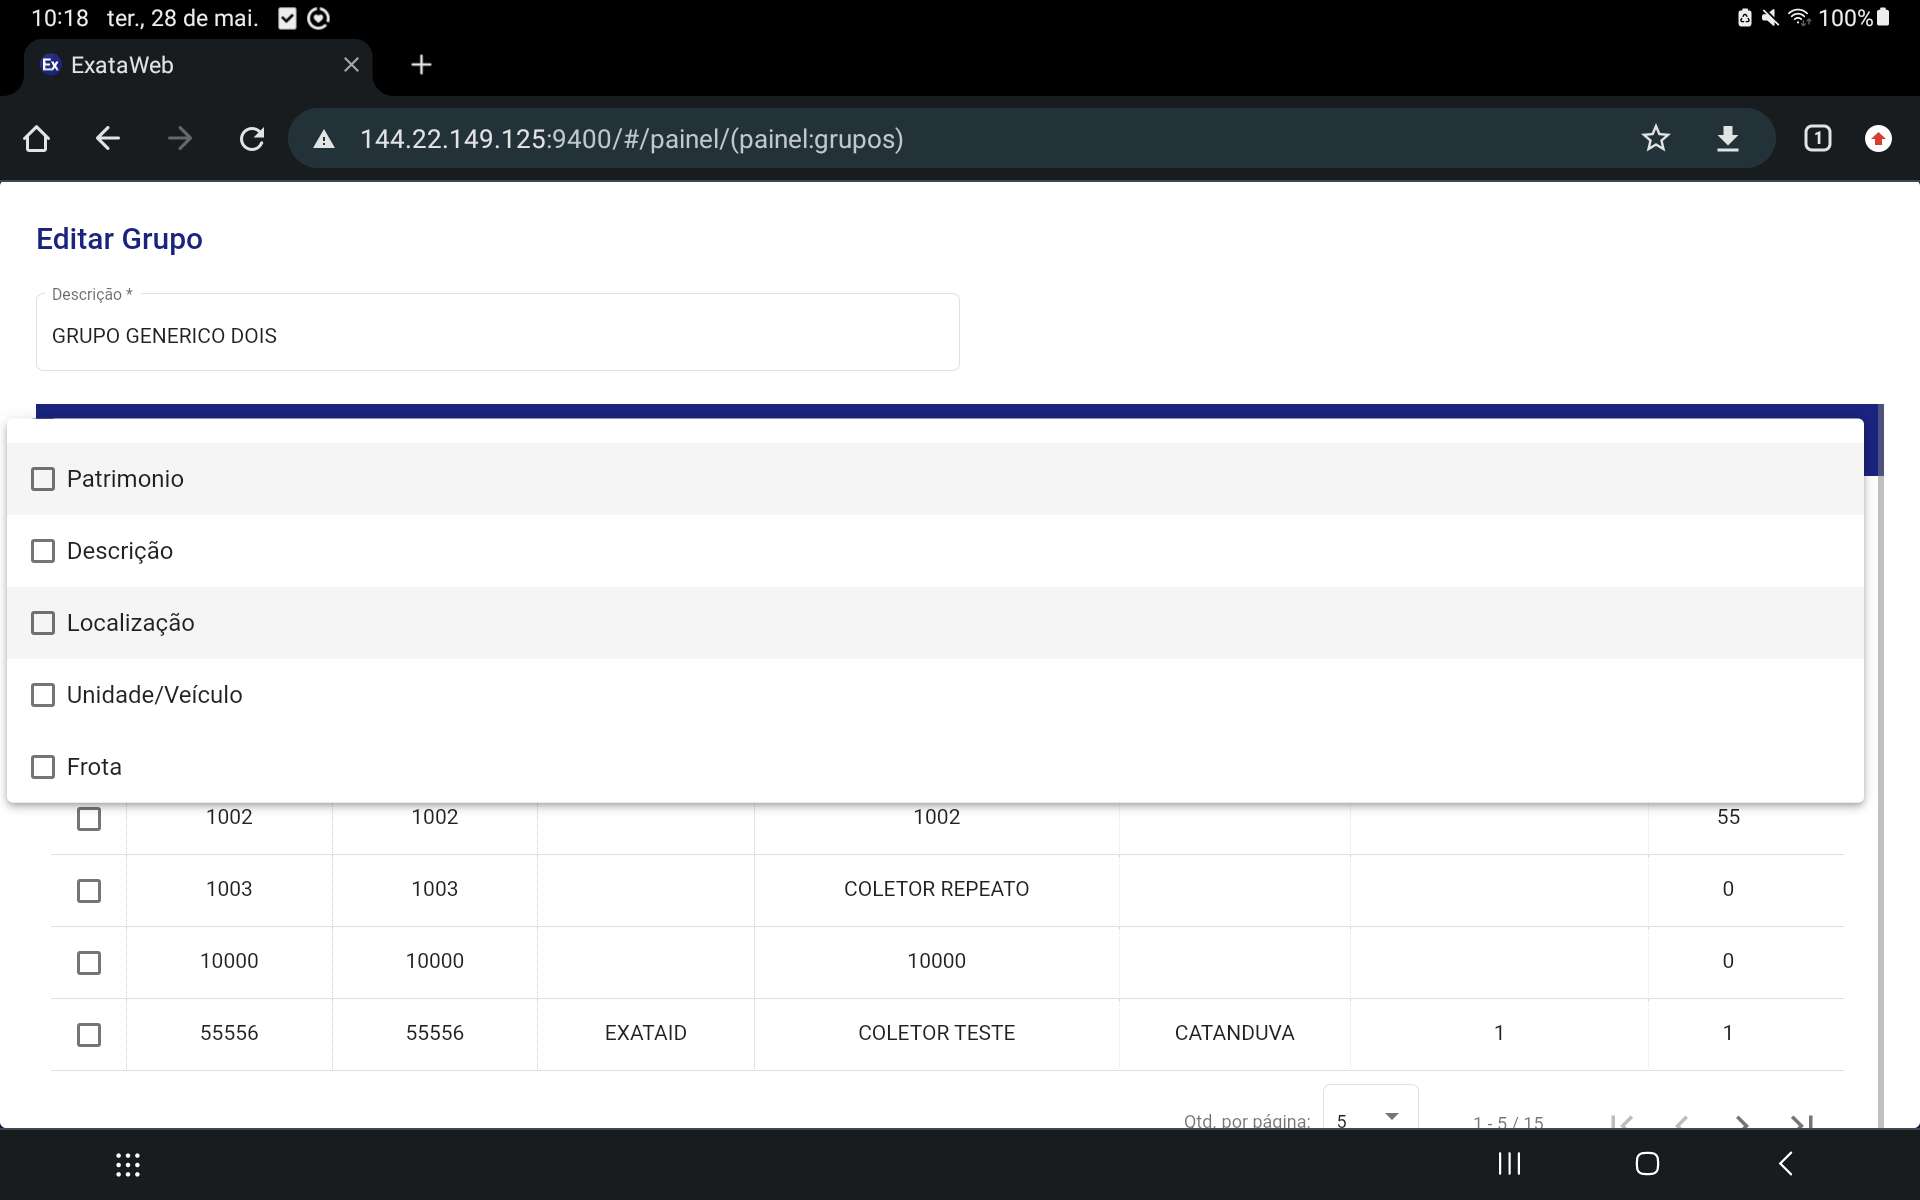 10:18 ter., 28 de mai. 100%
Ex ExataWeb
144.22.149.125:9400/#/painel/(painel:grupos) 1
Editar Grupo
Descrição *
GRUPO GENERICO DOIS
Patrimonio
Descrição
Localização
Unidade/Veículo
Frota
1002 1002 1002 55
1003 1003 COLETOR REPEATO 0
10000 10000 10000 0
55556 55556 EXATAID COLETOR TESTE CATANDUVA 1 1
Qtd. por página: 5 1 - 5 / 15